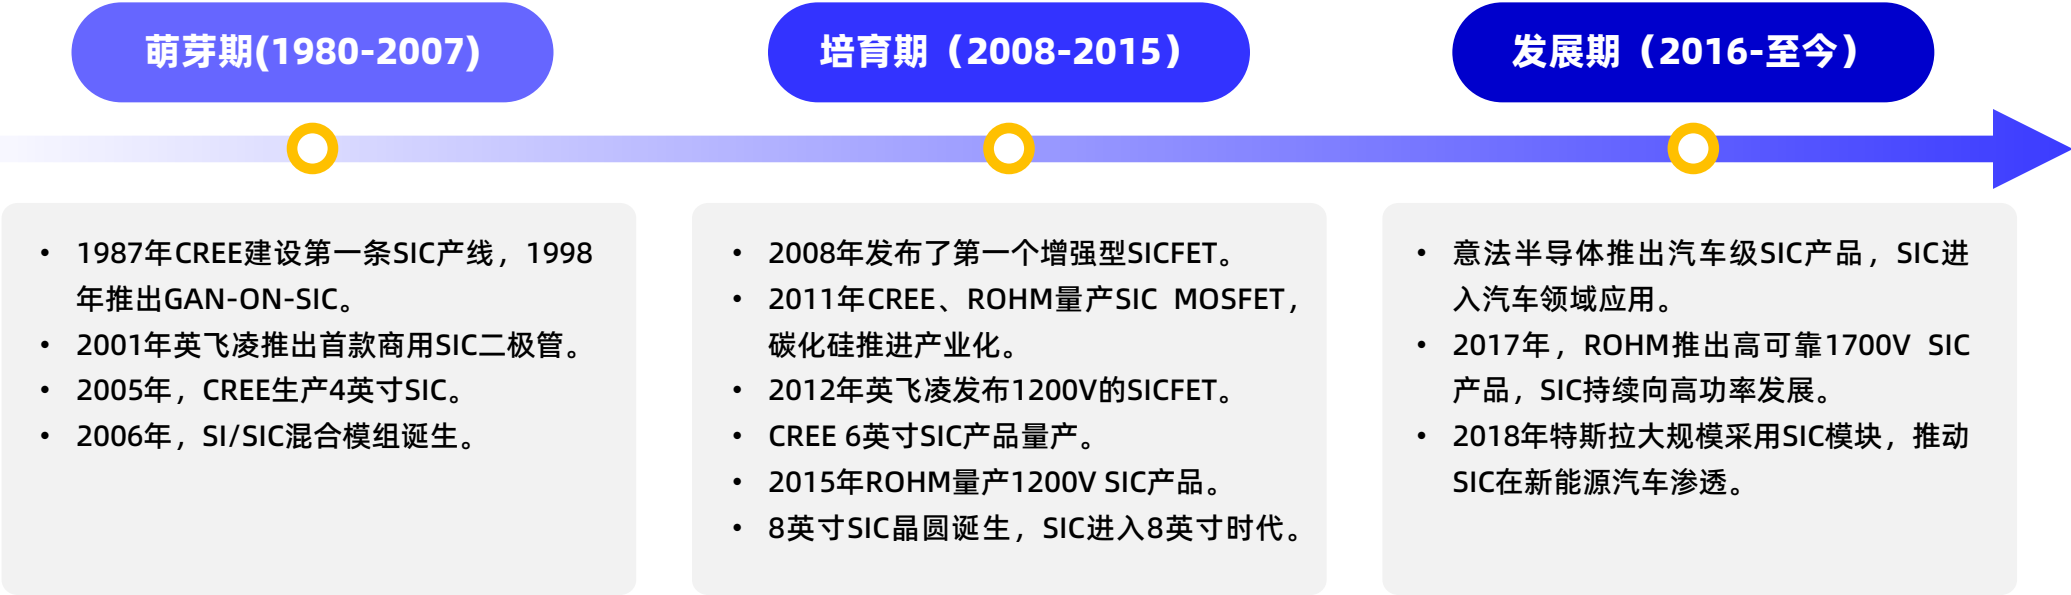 萌芽期(1980-2007)
培育期（2008-2015）
发展期（2016-至今）
• 1987年CREE建设第一条SIC产线，1998
年推出GAN-ON-SIC。
• 2001年英飞凌推出首款商用SIC二极管。
• 2005年，CREE生产4英寸SIC。
• 2006年，SI/SIC混合模组诞生。
• 2008年发布了第一个增强型SICFET。
• 2011年CREE、ROHM量产SIC MOSFET，
碳化硅推进产业化。
• 2012年英飞凌发布1200V的SICFET。
• CREE 6英寸SIC产品量产。
• 2015年ROHM量产1200V SIC产品。
• 8英寸SIC晶圆诞生，SIC进入8英寸时代。
• 意法半导体推出汽车级SIC产品，SIC进
入汽车领域应用。
• 2017年，ROHM推出高可靠1700V SIC
产品，SIC持续向高功率发展。
• 2018年特斯拉大规模采用SIC模块，推动
SIC在新能源汽车渗透。